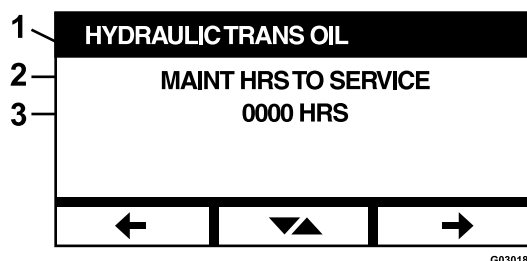 1
HYDRAULIC TRANS OIL
2
MAINT HRS TO SERVICE
3
0000 HRS
G03018